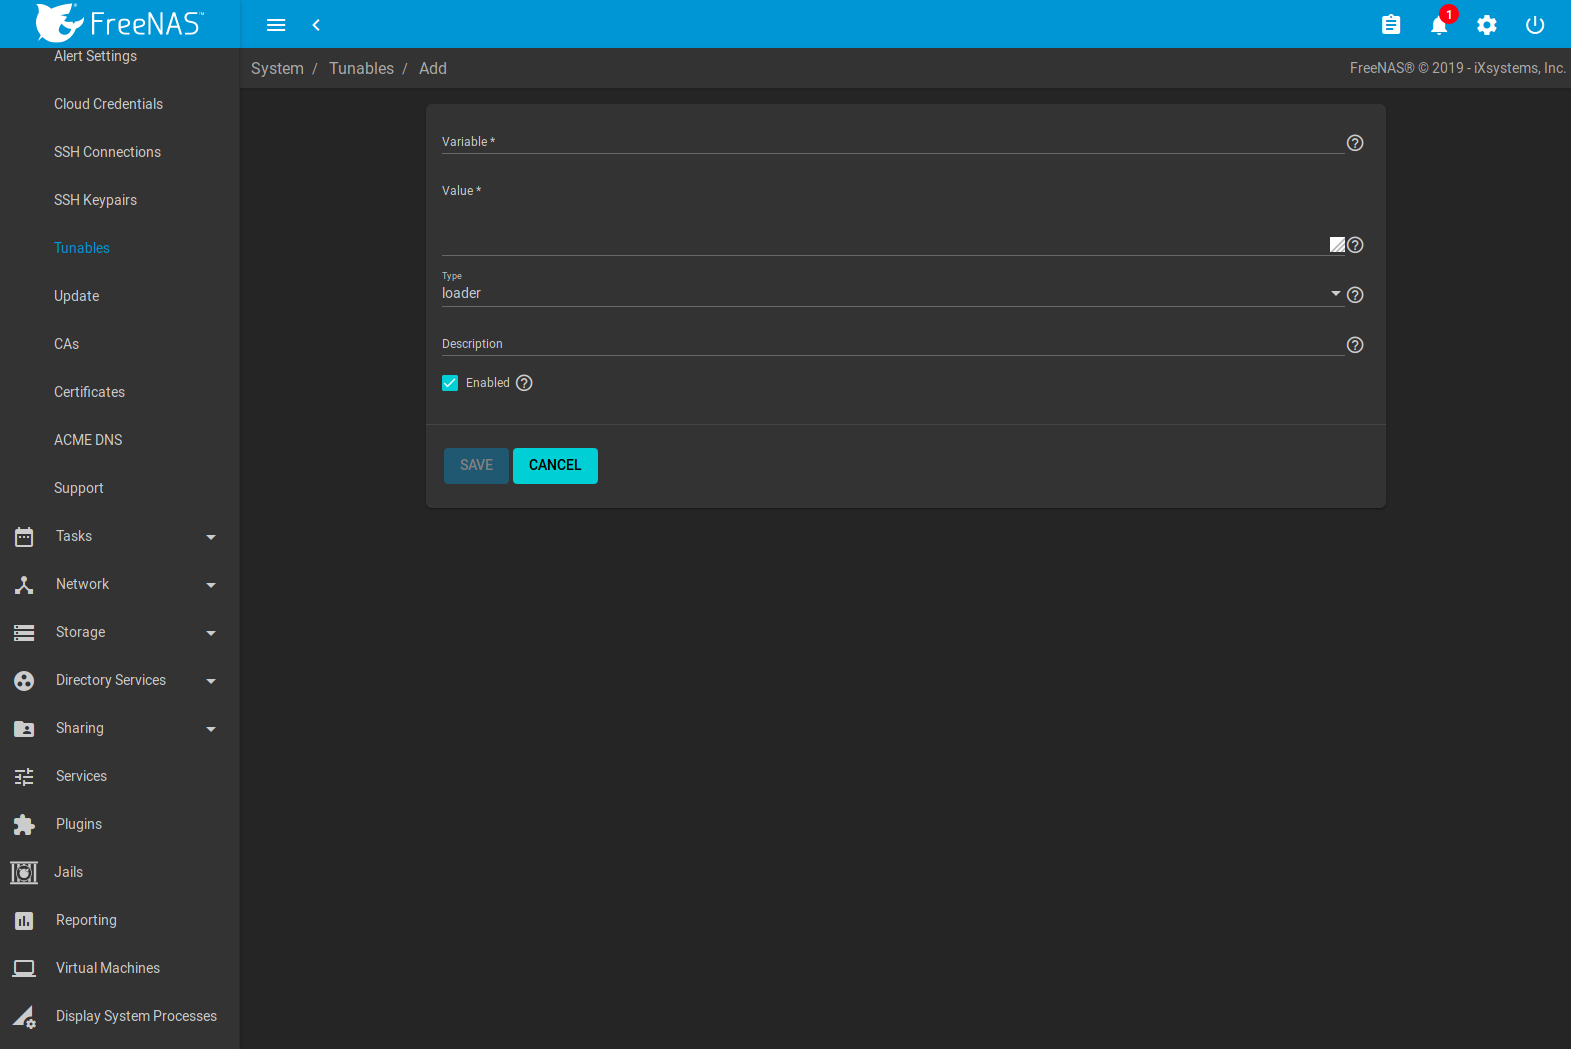 FreeNAS™
1
System / Tunables / Add
FreeNAS® © 2019 - iXsystems, Inc.
Alert Settings
Cloud Credentials
SSH Connections
SSH Keypairs
Tunables
Update
CAs
Certificates
ACME DNS
Support
Tasks
Network
Storage
Directory Services
Sharing
Services
Plugins
Jails
Reporting
Virtual Machines
Display System Processes
Variable *
Value *
Type
loader
Description
Enabled
SAVE CANCEL